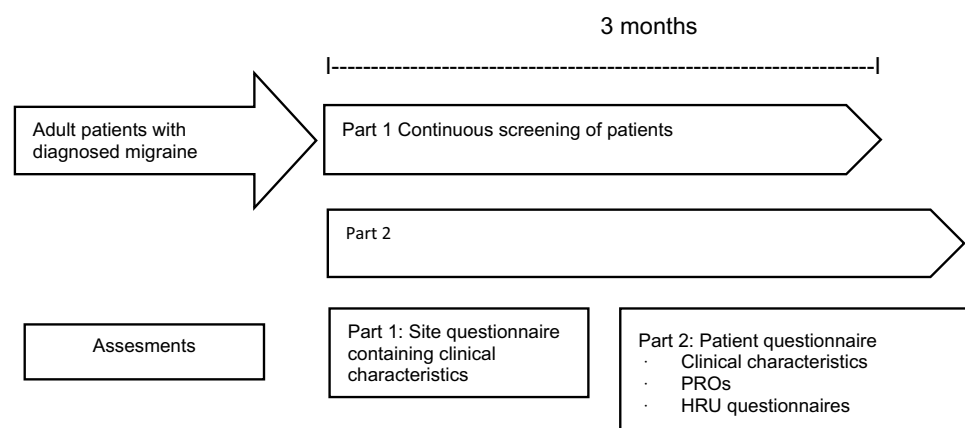 3 months
Adult patients with
diagnosed migraine
Part 1 Continuous screening of patients
Part 2
Assesments
Part 1: Site questionnaire
containing clinical
characteristics
Part 2: Patient questionnaire
· Clinical characteristics
· PROs
· HRU questionnaires